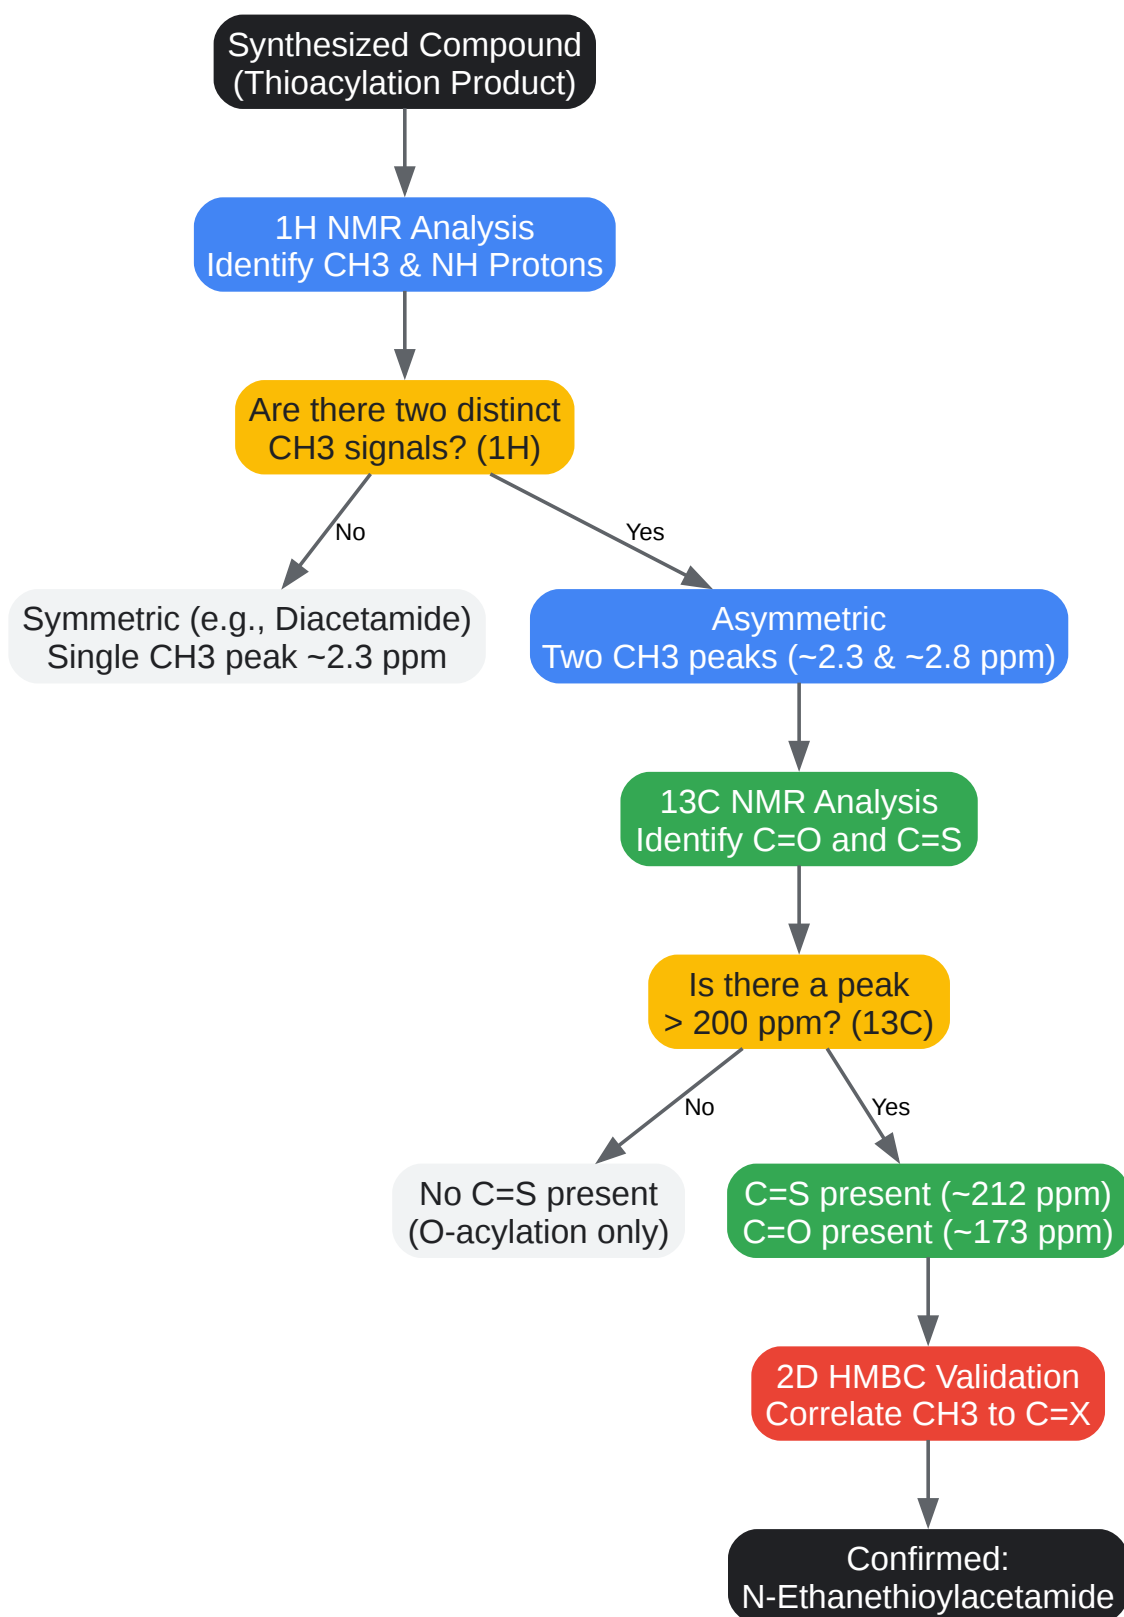 Synthesized Compound
(Thioacylation Product)
1H NMR Analysis
Identify CH3 & NH Protons
Are there two distinct
CH3 signals? (1H)
No
Yes
Symmetric (e.g., Diacetamide)
Single CH3 peak ~2.3 ppm
Asymmetric
Two CH3 peaks (~2.3 & ~2.8 ppm)
13C NMR Analysis
Identify C=O and C=S
Is there a peak
> 200 ppm? (13C)
No
Yes
No C=S present
(O-acylation only)
C=S present (~212 ppm)
C=O present (~173 ppm)
2D HMBC Validation
Correlate CH3 to C=X
Confirmed:
N-Ethanethioylacetamide